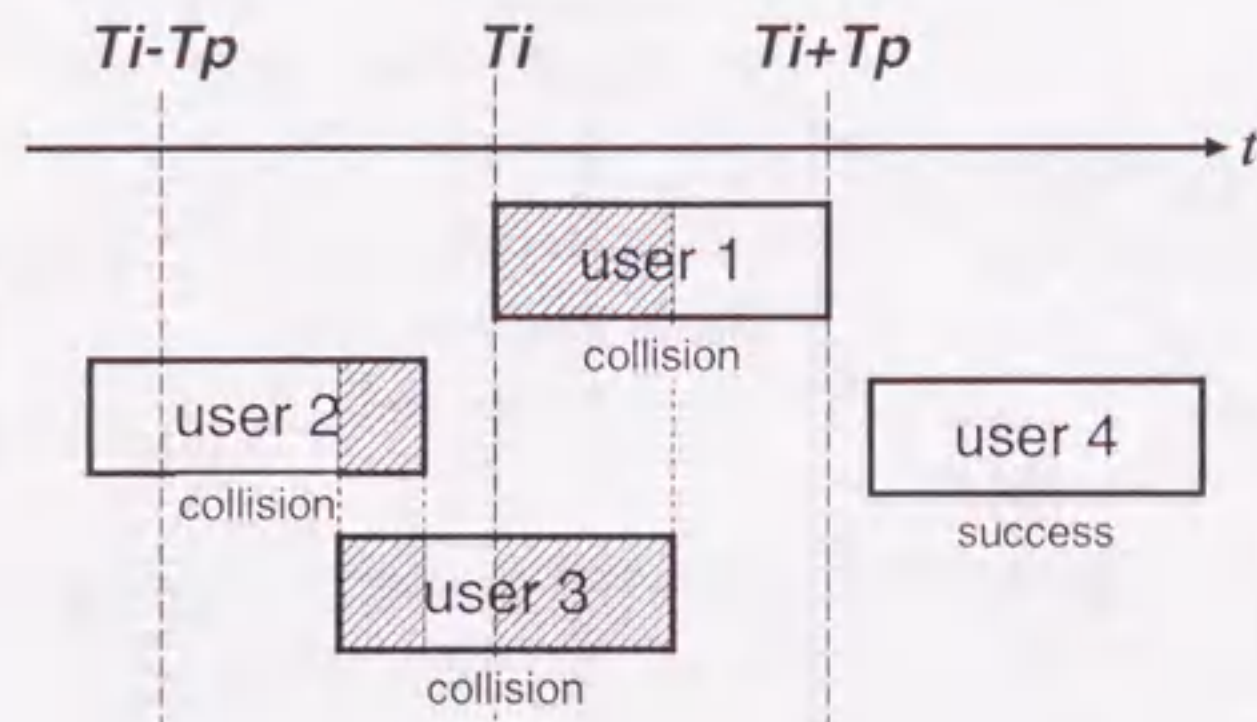 Ti-Tp
Ti
Ti+Tp
t
user 1
collision
user 2
collision
user 4
success
user 3
collision